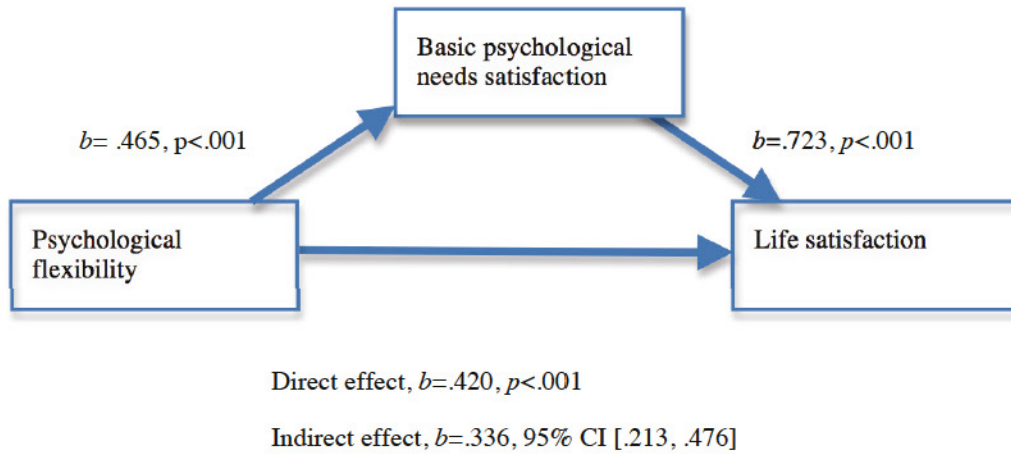 Basic psychological
needs satisfaction
b= .465, p<.001
b=.723, p<.001
Psychological
flexibility
Life satisfaction
Direct effect, b=.420, p<.001
Indirect effect, b=.336, 95% CI [.213, .476]